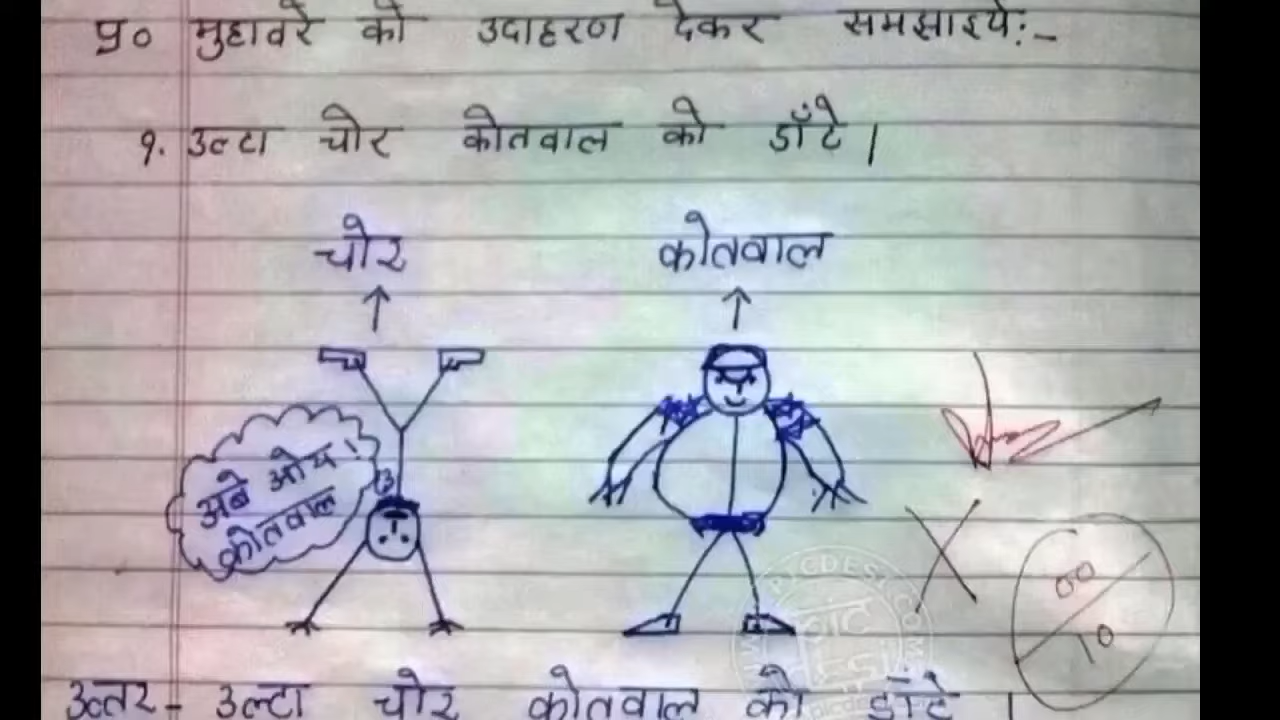 प्र० मुहावरे को उदाहरण देकर समझाइये:-
१. उल्टा चोर कोतवाल को डाँटे।
चोर कोतवाल
अबे ओय!
कोतवाल
00
10
उत्तर - उल्टा चोर कोतवाल को डाँटे।